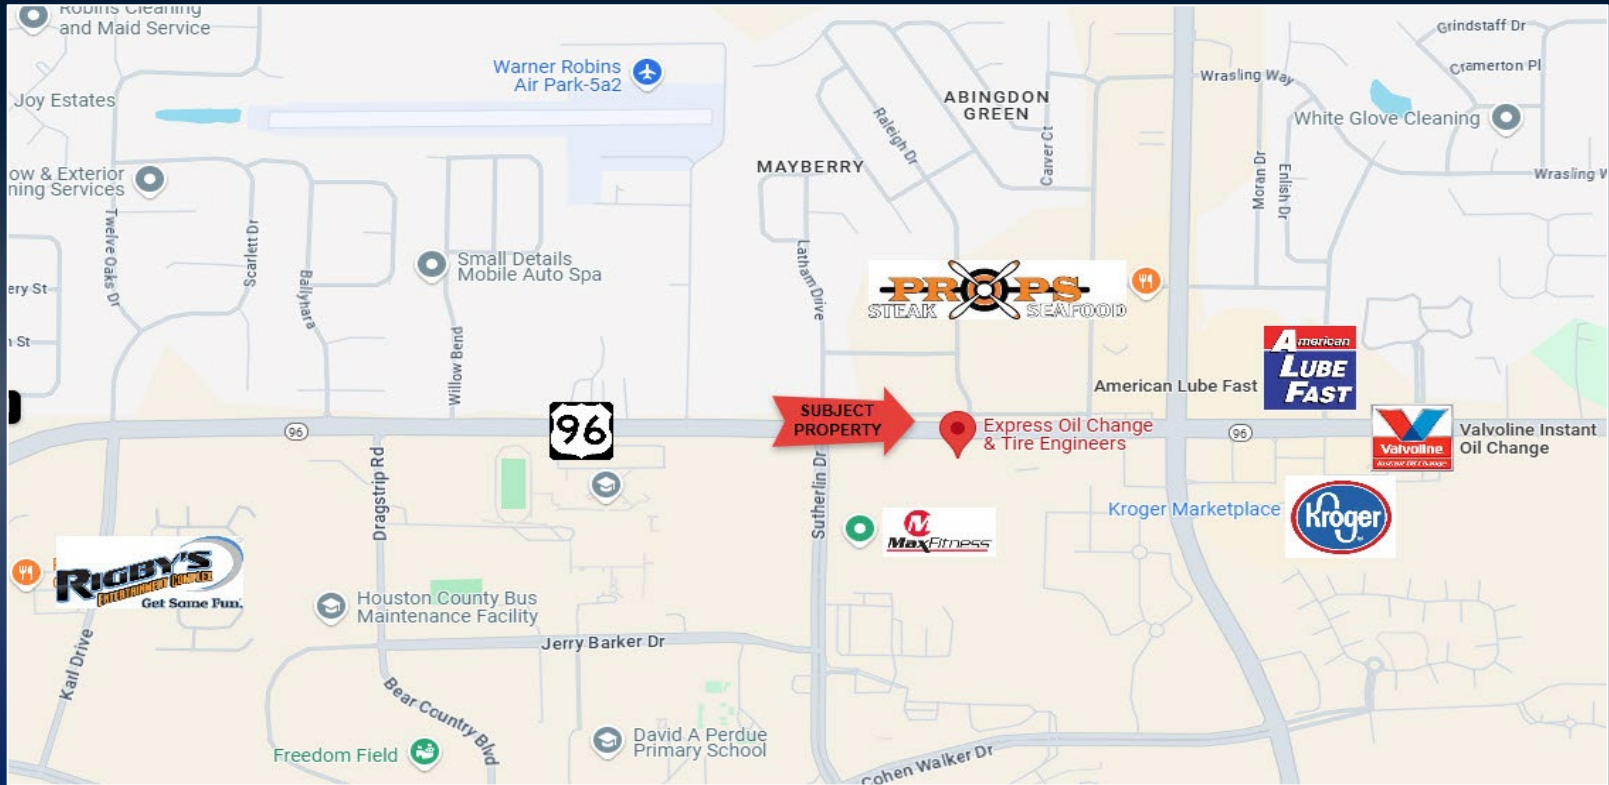 Robins Cleaning
and Maid Service
Grindstaff Dr
Warner Robins
Air Park-5a2
Cramerton Pl
Wrasling Way
Joy Estates
ABINGDON
GREEN
White Glove Cleaning
Raleigh Dr
Carver Ct
MAYBERRY
ow & Exterior
ning Services
Moran Dr
Enlish Dr
Wrasling W
Twelve Oaks Dr
Scarlett Dr
Ballyhara
Small Details
Mobile Auto Spa
Latham Drive
PROPS
STEAK SEAFOOD
ery St
St
Willow Bend
American
LUBE
FAST
American Lube Fast
SUBJECT
PROPERTY
96
96
Express Oil Change
& Tire Engineers
96
Valvoline
Instant Oil Change
Valvoline Instant
Oil Change
Dragstrip Rd
Sutherlin Dr
Kroger Marketplace
Kroger
M
MaxFitness
RIGBY'S
ENTERTAINMENT COMPLEX
Get Some Fun.
Houston County Bus
Maintenance Facility
Jerry Barker Dr
Karl Drive
Bear Country Blvd
Freedom Field
David A Perdue
Primary School
Cohen Walker Dr